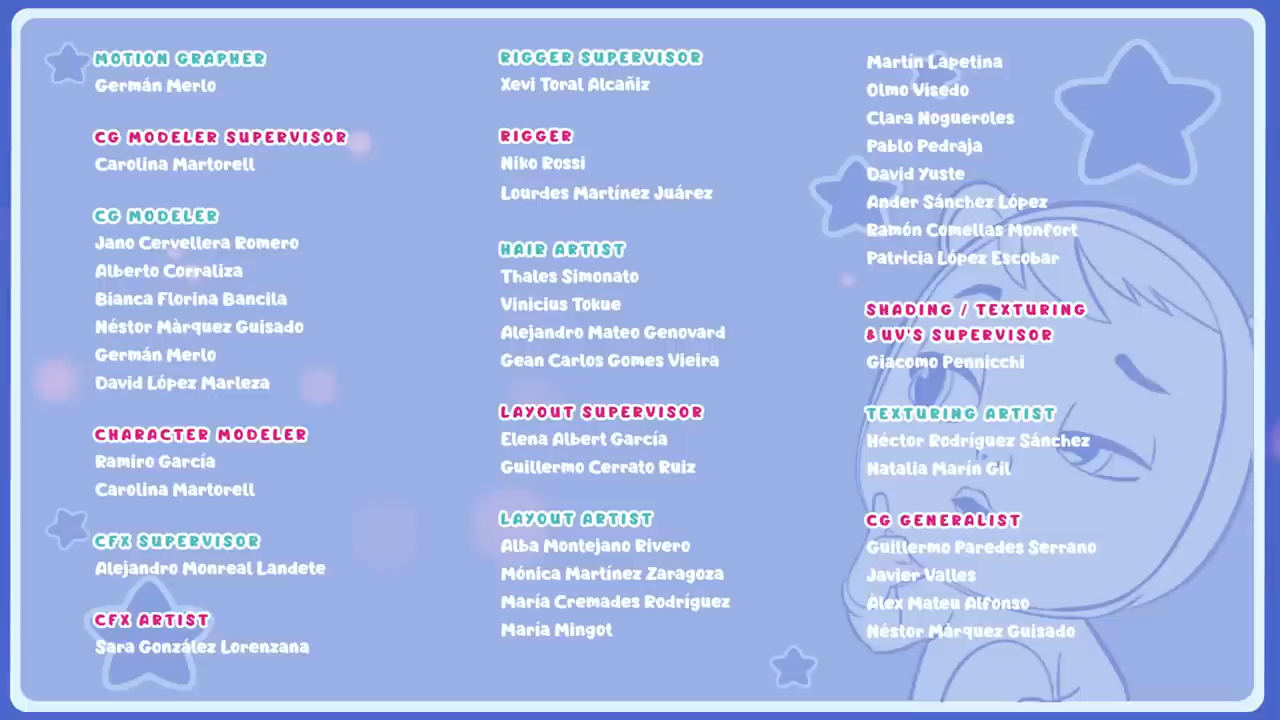 MOTION GRAPHER
Germán Merlo
CG MODELER SUPERVISOR
Carolina Martorell
CG MODELER
Jano Cervellera Romero
Alberto Corraliza
Bianca Florina Bancila
Néstor Màrquez Guisado
Germán Merlo
David López Marleza
CHARACTER MODELER
Ramiro García
Carolina Martorell
CFX SUPERVISOR
Alejandro Monreal Landete
CFX ARTIST
Sara González Lorenzana
RIGGER SUPERVISOR
Xevi Toral Alcañiz
RIGGER
Niko Rossi
Lourdes Martínez Juárez
HAIR ARTIST
Thales Simonato
Vinicius Tokue
Alejandro Mateo Genovard
Gean Carlos Gomes Vieira
LAYOUT SUPERVISOR
Elena Albert García
Guillermo Cerrato Ruiz
LAYOUT ARTIST
Alba Montejano Rivero
Mónica Martínez Zaragoza
María Cremades Rodríguez
María Mingot
Martín Lapetina
Olmo Visedo
Clara Nogueroles
Pablo Pedraja
David Yuste
Ander Sánchez López
Ramón Comellas Monfort
Patricia López Escobar
SHADING / TEXTURING
& UV'S SUPERVISOR
Giacomo Pennicchi
TEXTURING ARTIST
Héctor Rodríguez Sánchez
Natalia Marín Gil
CG GENERALIST
Guillermo Paredes Serrano
Javier Valles
Álex Mateu Alfonso
Néstor Màrquez Guisado